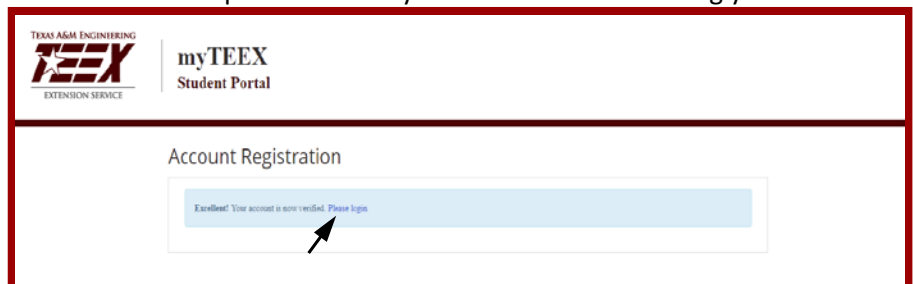 TEXAS A&M ENGINEERING
TEEX
EXTENSION SERVICE
myTEEX
Student Portal
Account Registration
Excellent! Your account is now verified. Please login